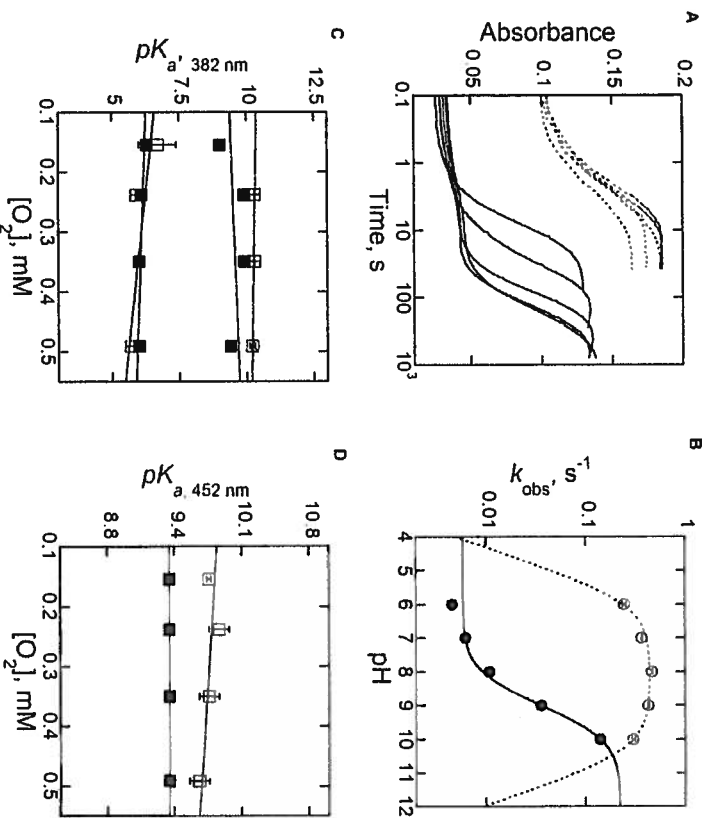 A
Absorbance
0.2
0.15
0.1
0.05
0.1 1 10 100 10³
Time, s
B
k_obs, s⁻¹
1
0.1
0.01
4 5 6 7 8 9 10 11 12
pH
C
pK_a', 382 nm
12.5
10
7.5
5
0.1 0.2 0.3 0.4 0.5
[O₂], mM
D
pK_a, 452 nm
10.8
10.1
9.4
8.8
0.1 0.2 0.3 0.4 0.5
[O₂], mM